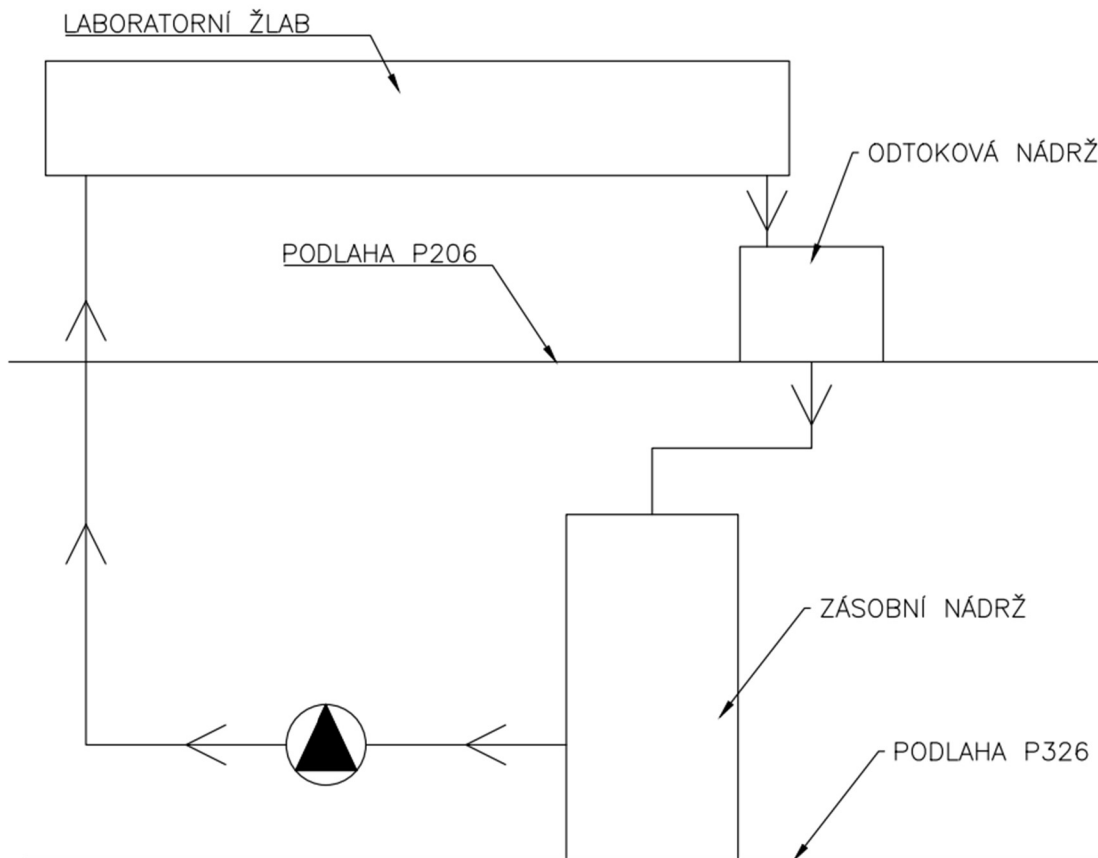 LABORATORNÍ ŽLAB
ODTOKOVÁ NÁDRŽ
PODLAHA P206
ZÁSOBNÍ NÁDRŽ
PODLAHA P326